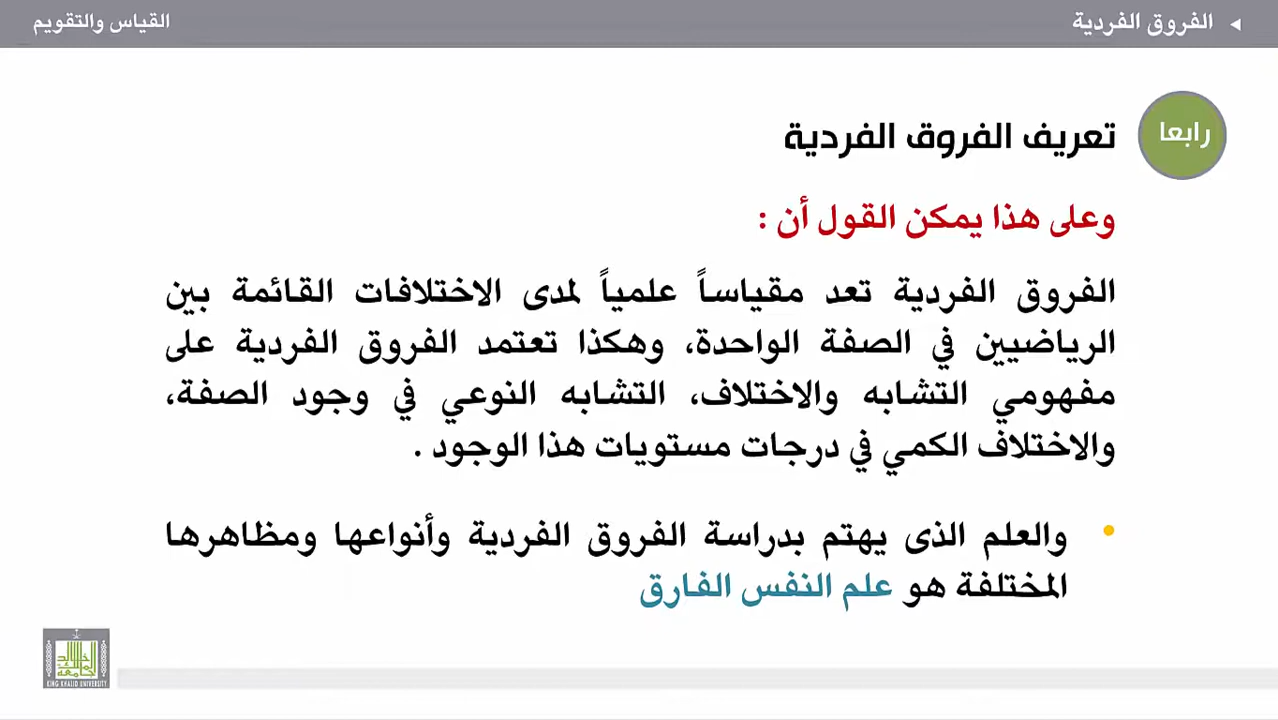 الفروق الفردية
القياس والتقويم
رابعا
تعريف الفروق الفردية
وعلى هذا يمكن القول أن :
الفروق الفردية تعد مقياساً علمياً لمدى الاختلافات القائمة بين
الرياضيين في الصفة الواحدة، وهكذا تعتمد الفروق الفردية على
مفهومي التشابه والاختلاف، التشابه النوعي في وجود الصفة،
والاختلاف الكمي في درجات مستويات هذا الوجود .
• والعلم الذى يهتم بدراسة الفروق الفردية وأنواعها ومظاهرها
المختلفة هو علم النفس الفارق
KING KHALID UNIVERSITY